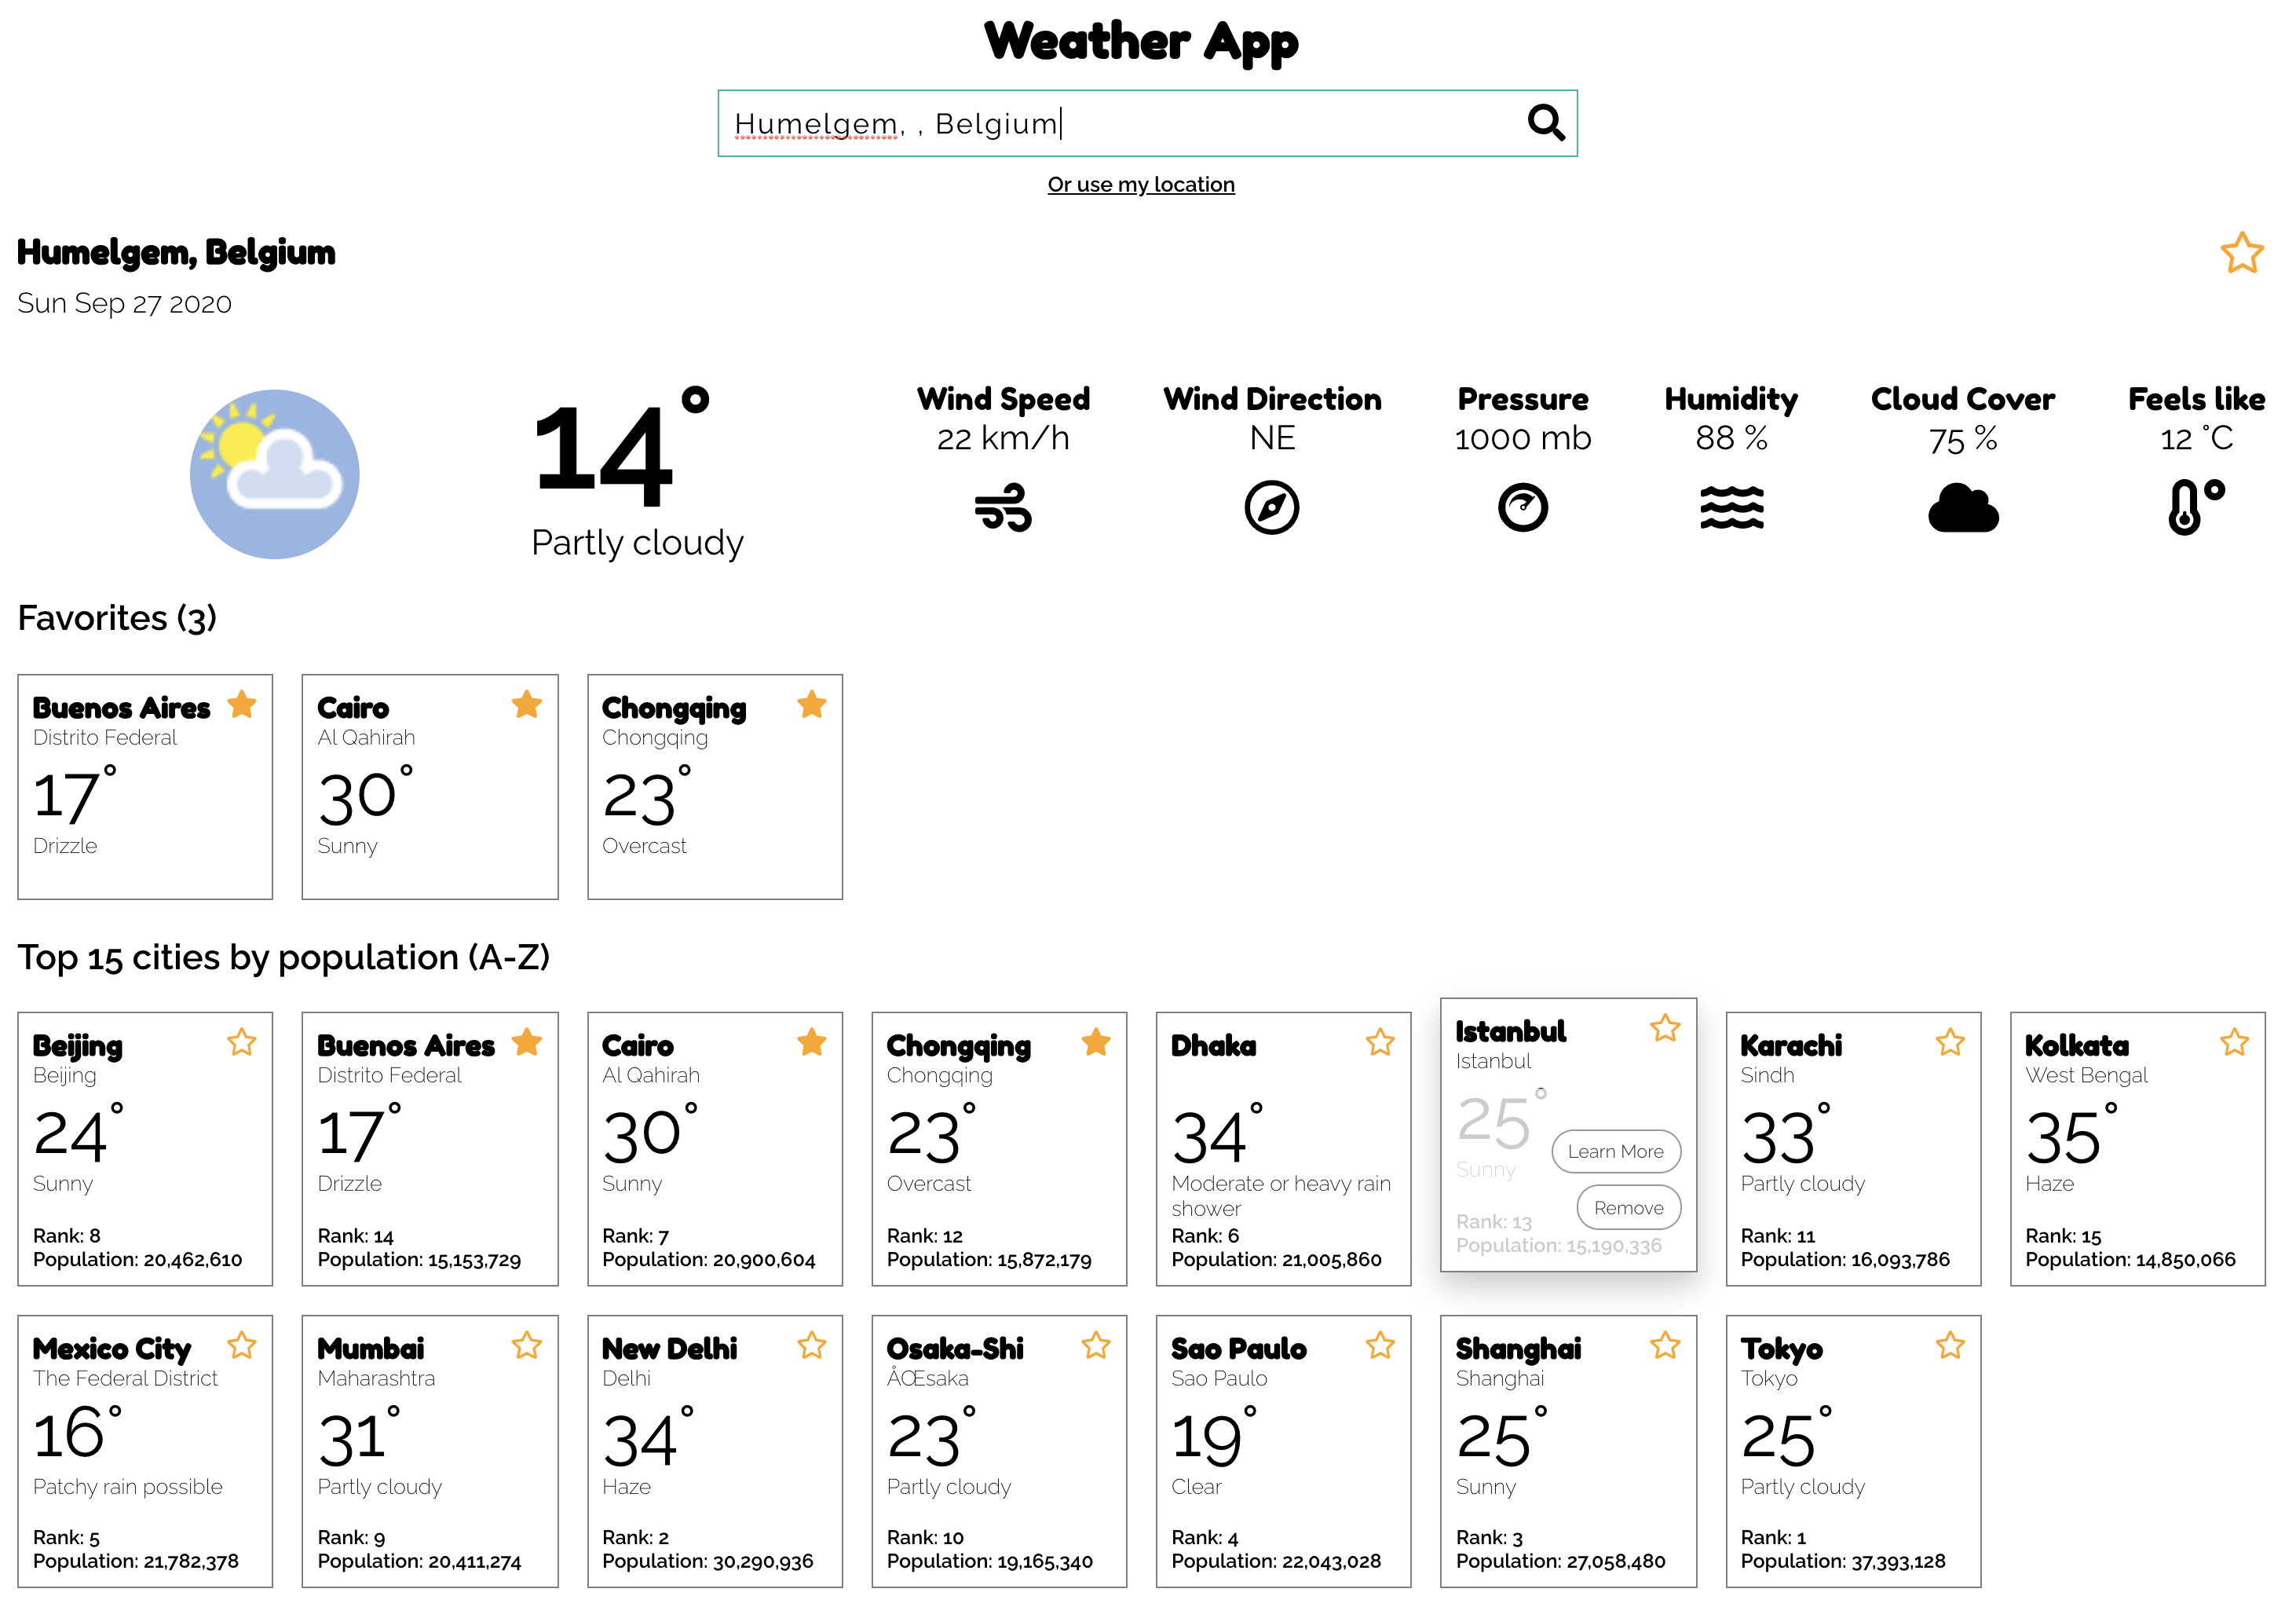 Weather App
Humelgem, , Belgium
Or use my location
Humelgem, Belgium
Sun Sep 27 2020
14°
Partly cloudy
Wind Speed
22 km/h
Wind Direction
NE
Pressure
1000 mb
Humidity
88 %
Cloud Cover
75 %
Feels like
12 °C
Favorites (3)
Buenos Aires
Distrito Federal
17°
Drizzle
Cairo
Al Qahirah
30°
Sunny
Chongqing
Chongqing
23°
Overcast
Top 15 cities by population (A-Z)
Beijing
Beijing
24°
Sunny
Rank: 8
Population: 20,462,610
Buenos Aires
Distrito Federal
17°
Drizzle
Rank: 14
Population: 15,153,729
Cairo
Al Qahirah
30°
Sunny
Rank: 7
Population: 20,900,604
Chongqing
Chongqing
23°
Overcast
Rank: 12
Population: 15,872,179
Dhaka
34°
Moderate or heavy rain
shower
Rank: 6
Population: 21,005,860
Istanbul
Istanbul
25°
Sunny
Learn More
Remove
Rank: 13
Population: 15,190,336
Karachi
Sindh
33°
Partly cloudy
Rank: 11
Population: 16,093,786
Kolkata
West Bengal
35°
Haze
Rank: 15
Population: 14,850,066
Mexico City
The Federal District
16°
Patchy rain possible
Rank: 5
Population: 21,782,378
Mumbai
Maharashtra
31°
Partly cloudy
Rank: 9
Population: 20,411,274
New Delhi
Delhi
34°
Haze
Rank: 2
Population: 30,290,936
Osaka-Shi
ÅŒsaka
23°
Partly cloudy
Rank: 10
Population: 19,165,340
Sao Paulo
Sao Paulo
19°
Clear
Rank: 4
Population: 22,043,028
Shanghai
Shanghai
25°
Sunny
Rank: 3
Population: 27,058,480
Tokyo
Tokyo
25°
Partly cloudy
Rank: 1
Population: 37,393,128